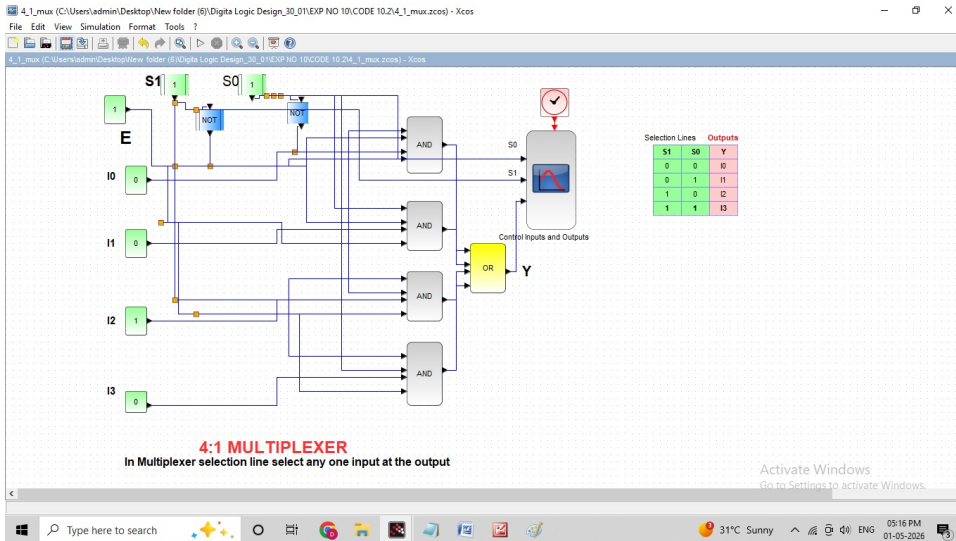 4_1_mux (C:\Users\admin\Desktop\New folder (6)\Digita Logic Design_30_01\EXP NO 10\CODE 10.2\4_1_mux.zcos) - Xcos
File Edit View Simulation Format Tools ?
4_1_mux (C:\Users\admin\Desktop\New folder (6)\Digita Logic Design_30_01\EXP NO 10\CODE 10.2\4_1_mux.zcos) - Xcos
S1 1 S0 1
1 NOT NOT
E
AND
I0 0
S0
S1
Selection Lines Outputs
S1 S0 Y
0 0 I0
0 1 I1
1 0 I2
1 1 I3
I1 0
AND
Control Inputs and Outputs
OR Y
AND
I2 1
AND
I3 0
4:1 MULTIPLEXER
In Multiplexer selection line select any one input at the output
Activate Windows
Go to Settings to activate Windows.
Type here to search
31°C Sunny
ENG
05:16 PM
01-05-2026
3